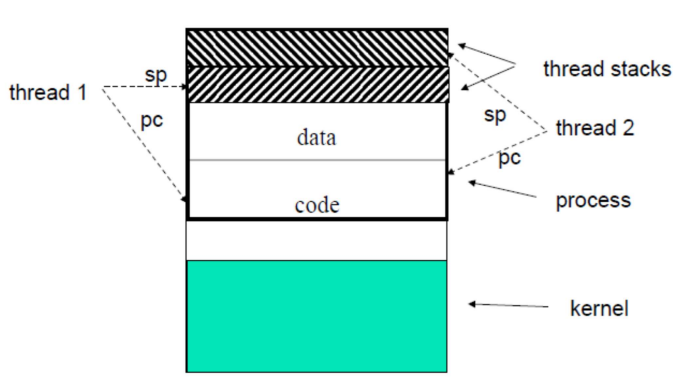 thread stacks
sp
thread 1
sp
pc
thread 2
data
pc
process
code
kernel